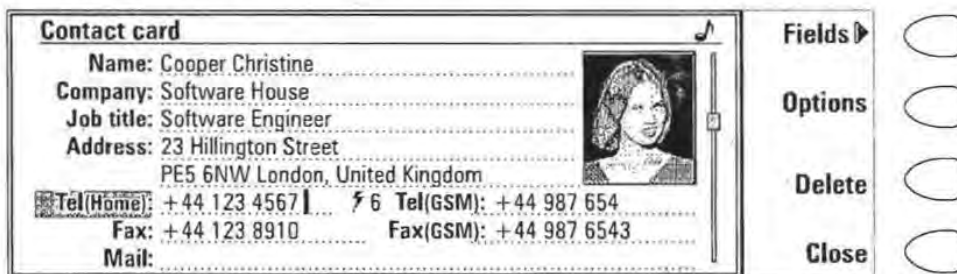 Contact card
Name: Cooper Christine
Company: Software House
Job title: Software Engineer
Address: 23 Hillington Street
PE5 6NW London, United Kingdom
Tel(Home): +44 123 4567 6 Tel(GSM): +44 987 654
Fax: +44 123 8910 Fax(GSM): +44 987 6543
Mail:
Fields
Options
Delete
Close